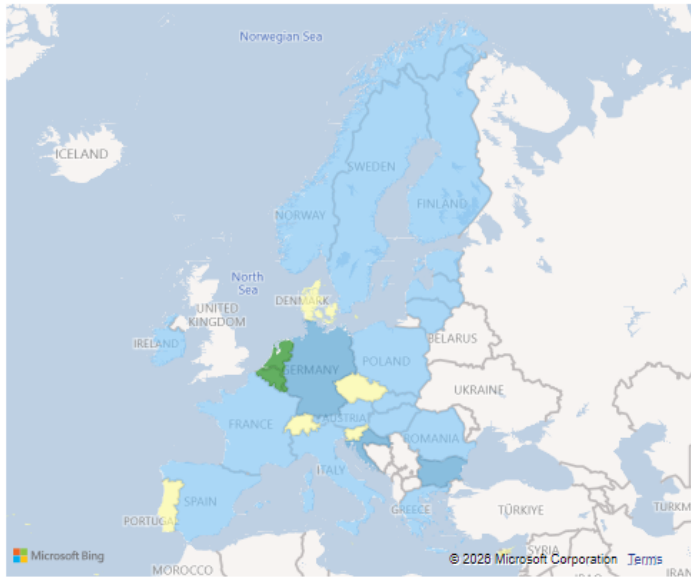 Norwegian Sea
ICELAND
SWEDEN
FINLAND
NORWAY
North
Sea
DENMARK
UNITED
KINGDOM
IRELAND
BELARUS
POLAND
GERMANY
UKRAINE
AUSTRIA
FRANCE
ROMANIA
ITALY
SPAIN
PORTUGAL
GREECE
TÜRKIYE
TURKM
SYRIA
MOROCCO
IRAN
Microsoft Bing
© 2026 Microsoft Corporation Terms